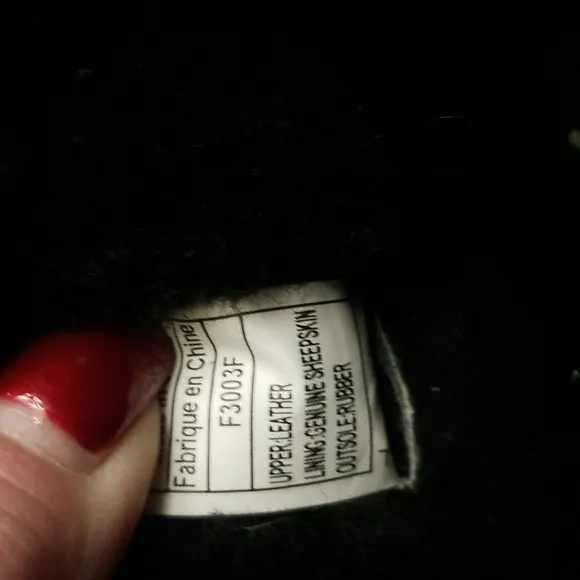 Fabrique en Chine
F3003F
UPPER:LEATHER
LINING:GENUINE SHEEPSKIN
OUTSOLE:RUBBER